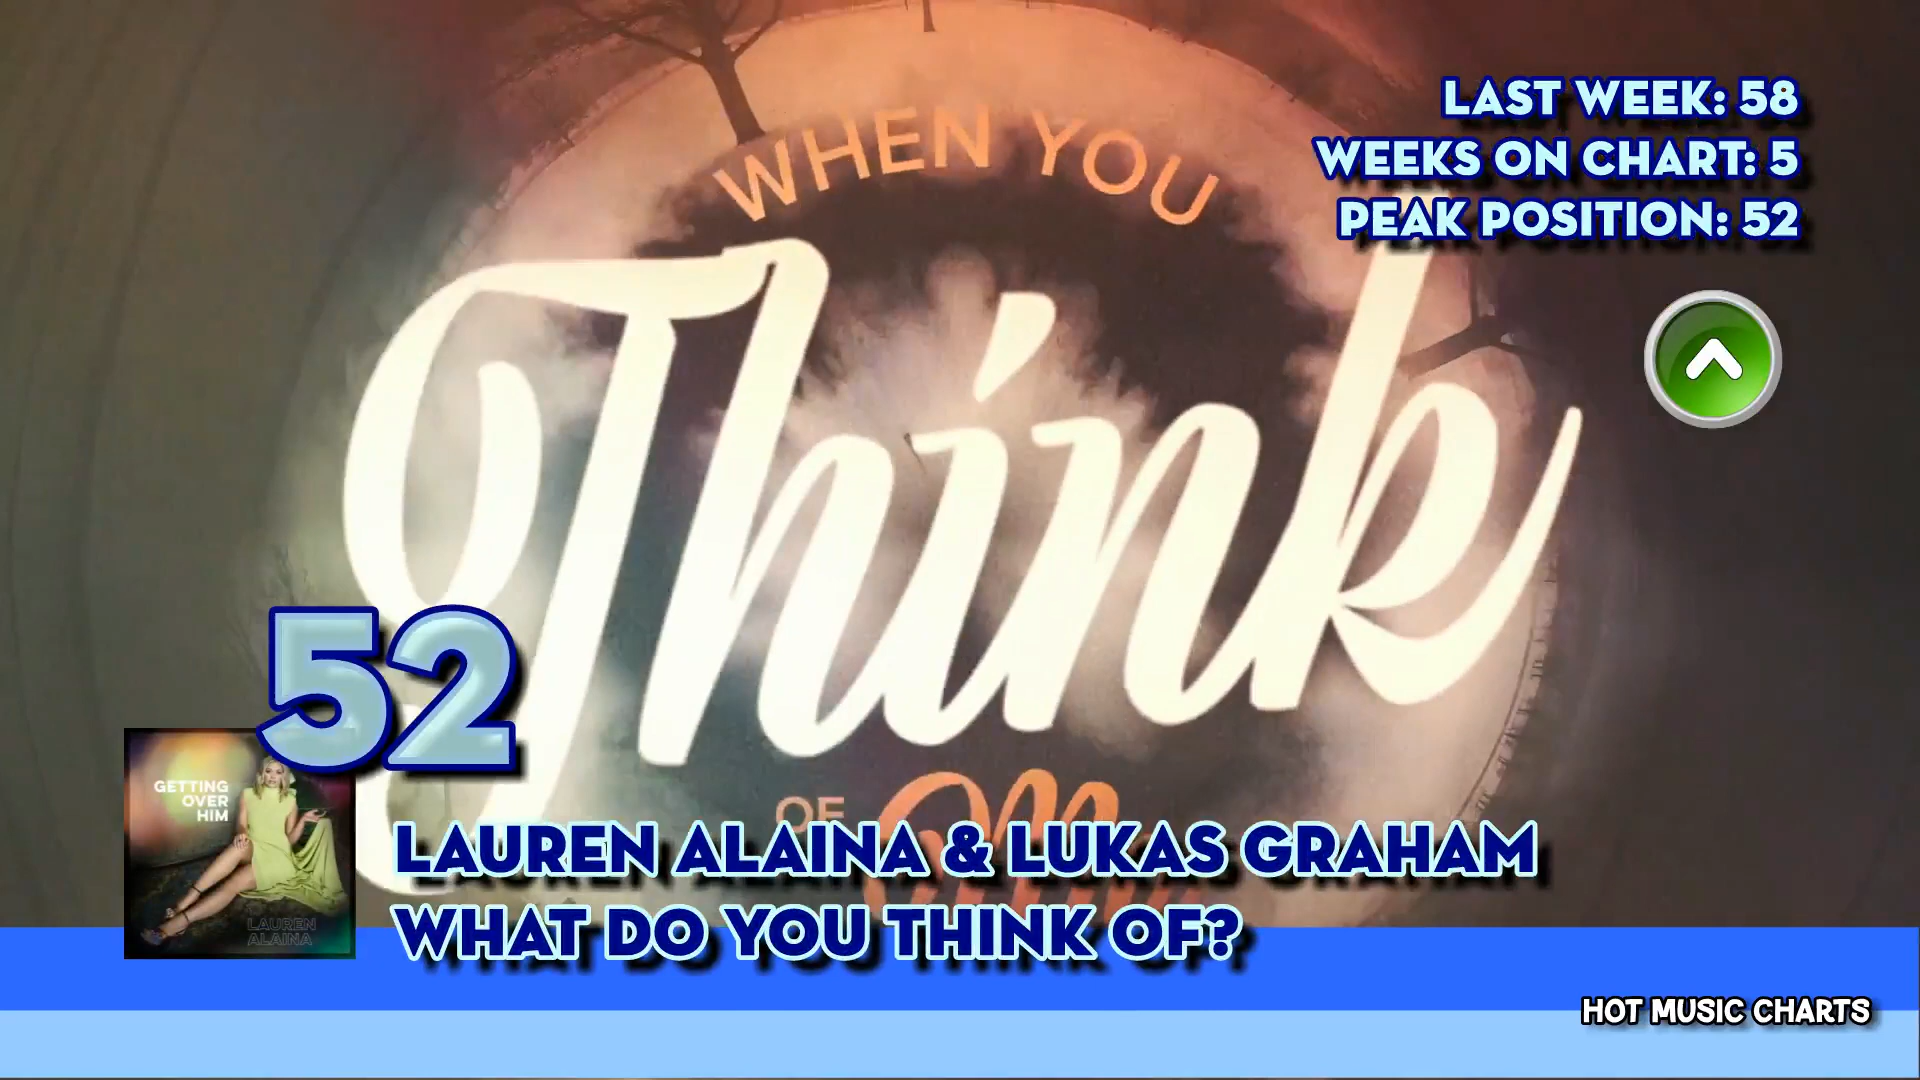 LAST WEEK: 58
WEEKS ON CHART: 5
PEAK POSITION: 52
WHEN YOU
Think
OF Me
52
GETTING
OVER
HIM
LAUREN
ALAINA
LAUREN ALAINA & LUKAS GRAHAM
WHAT DO YOU THINK OF?
HOT MUSIC CHARTS